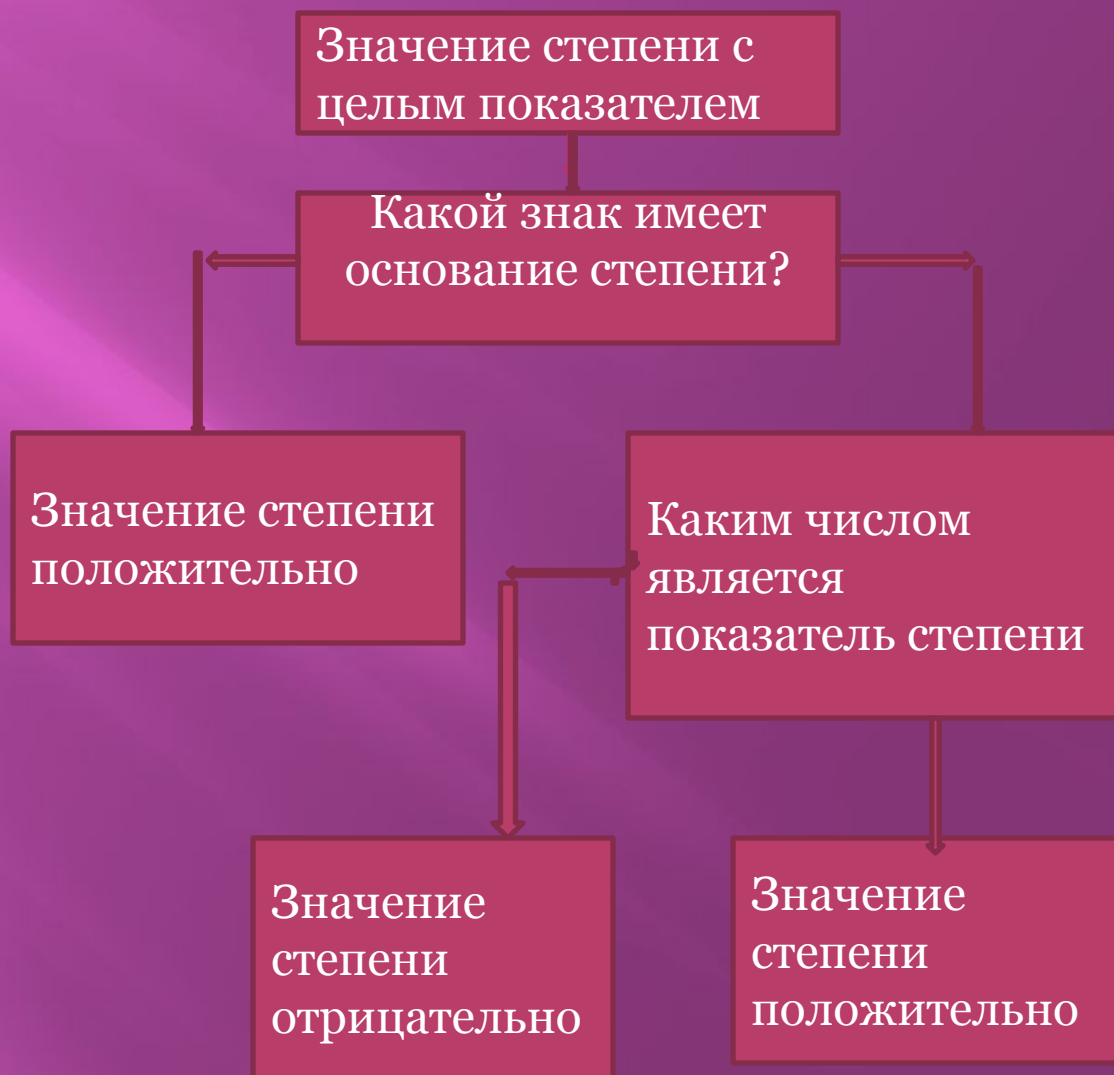 Значение степени с
целым показателем
Какой знак имеет
основание степени?
Значение степени
положительно
Каким числом
является
показатель степени
Значение
степени
отрицательно
Значение
степени
положительно